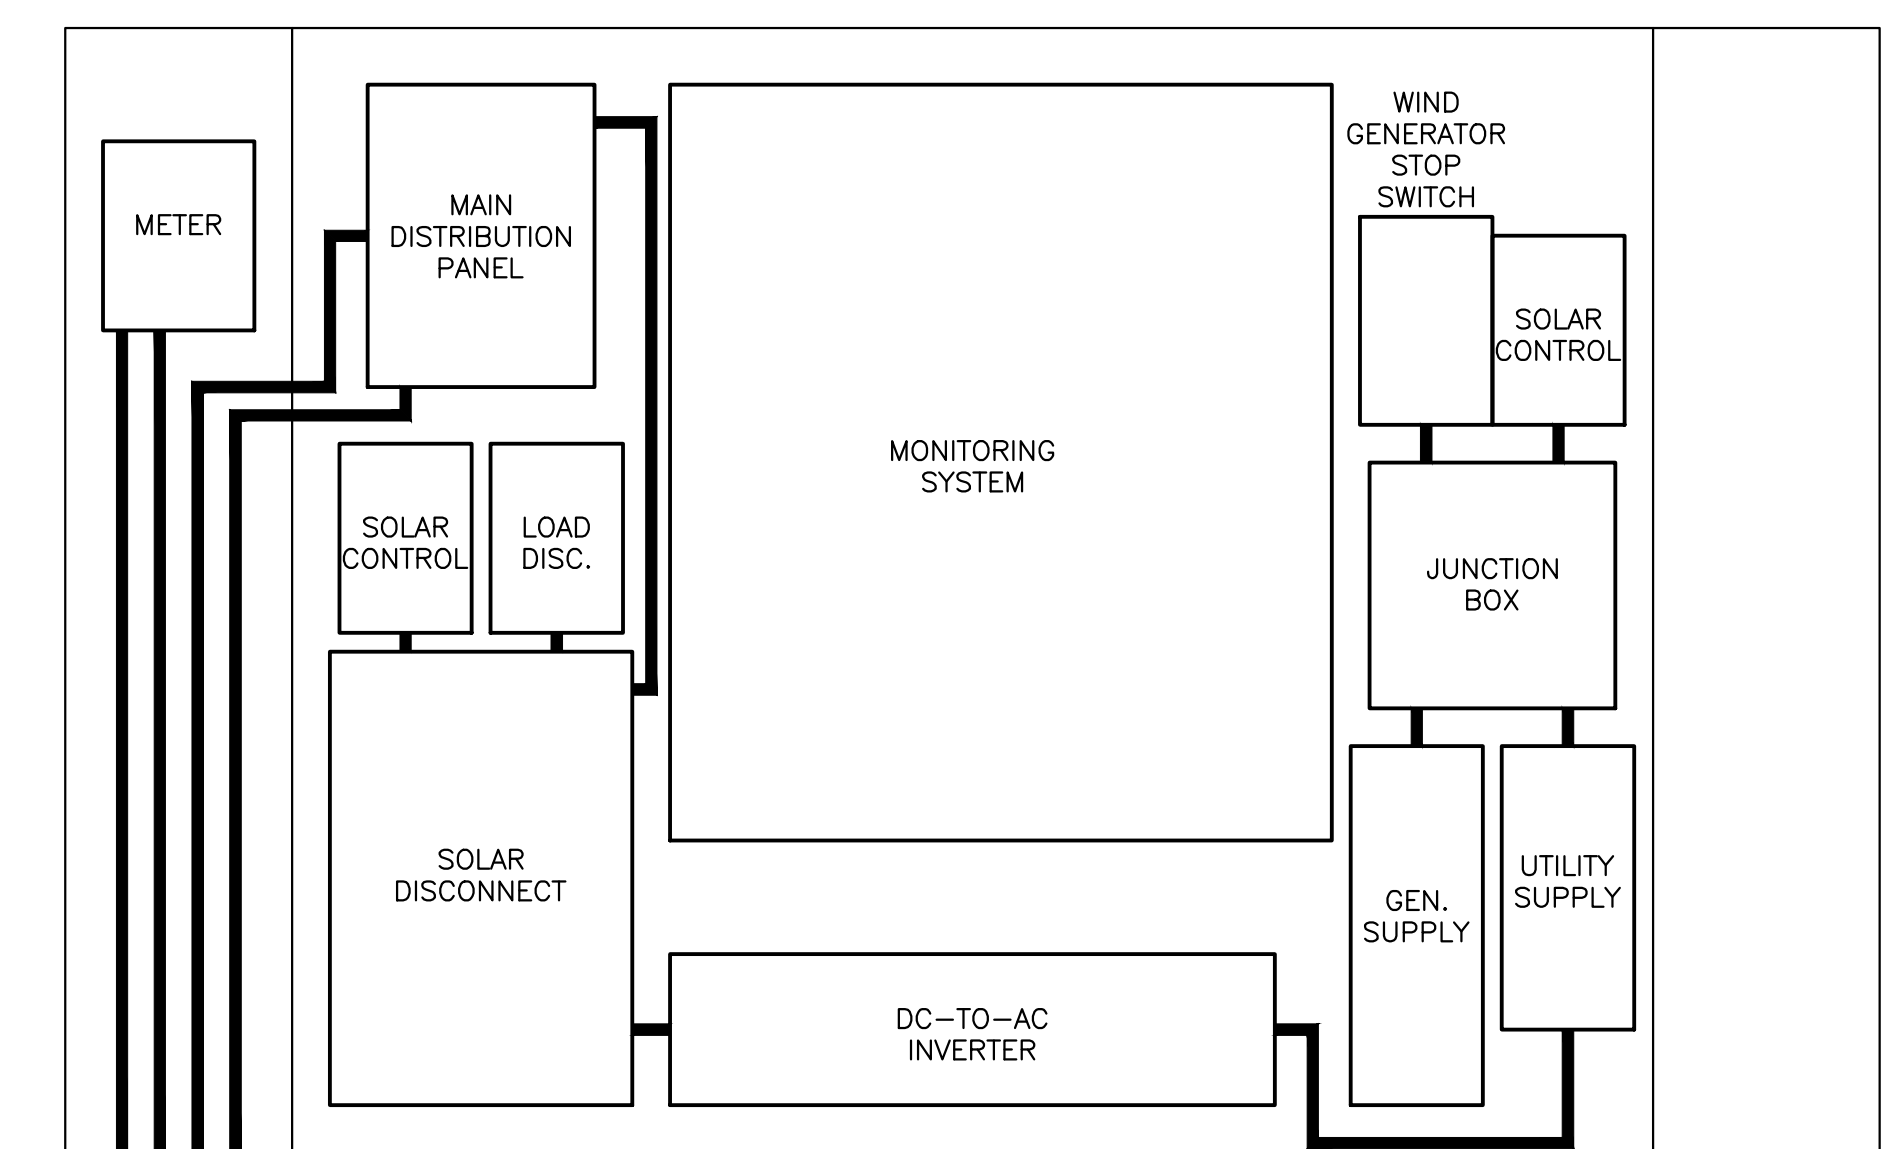 WIND
GENERATOR
STOP
SWITCH
METER
MAIN
DISTRIBUTION
PANEL
SOLAR
CONTROL
MONITORING
SYSTEM
SOLAR
CONTROL
LOAD
DISC.
JUNCTION
BOX
SOLAR
DISCONNECT
UTILITY
SUPPLY
GEN.
SUPPLY
DC-TO-AC
INVERTER